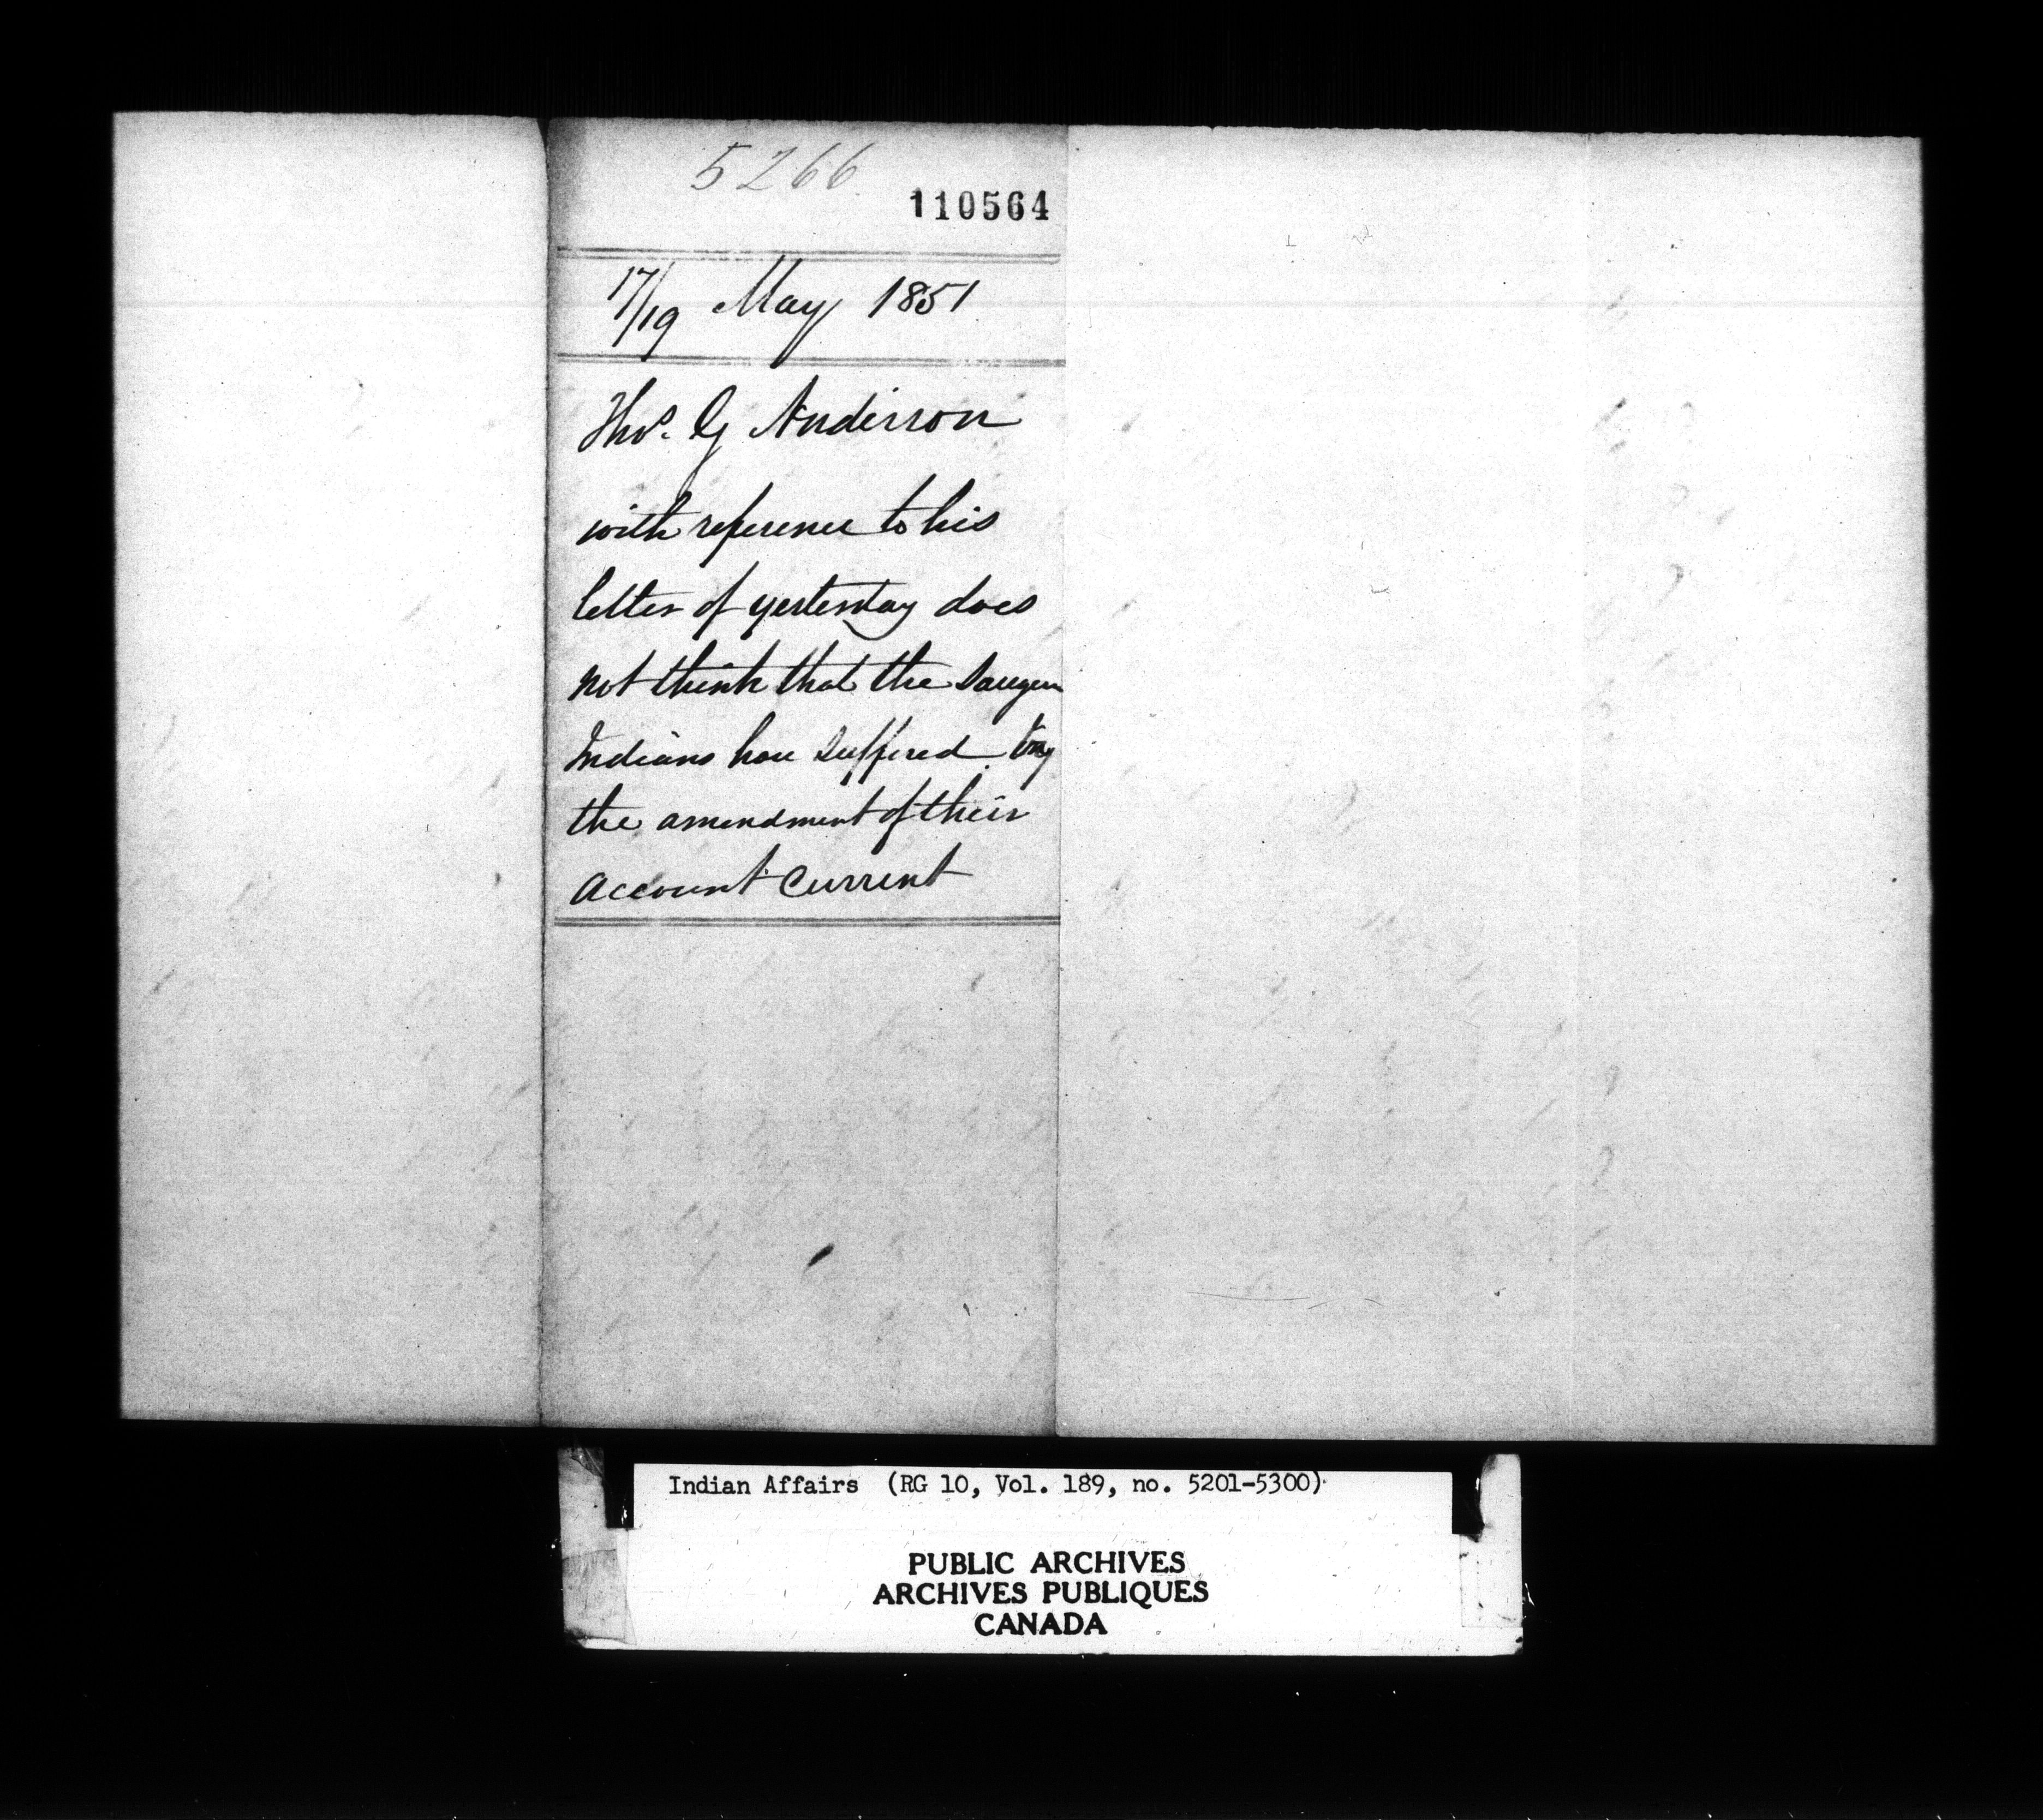 5266
110564
17/19 May 1851
Thos. G Anderson
with reference to his
letter of yesterday does
not think that the Saugeen
Indians have suffered by
the amendment of their
account current
Indian Affairs (RG 10, Vol. 189, no. 5201-5300)
PUBLIC ARCHIVES
ARCHIVES PUBLIQUES
CANADA